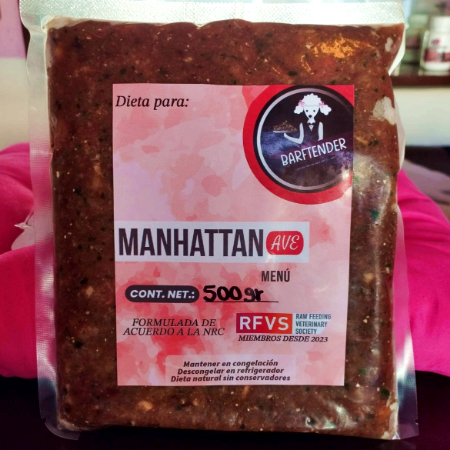 Dieta para:
BARFTENDER
MANHATTAN AVE
MENÚ
CONT. NET.: 500gr
FORMULADA DE
ACUERDO A LA NRC
RFVS
RAW FEEDING
VETERINARY
SOCIETY
MIEMBROS DESDE 2023
Mantener en congelación
Descongelar en refrigerador
Dieta natural sin conservadores